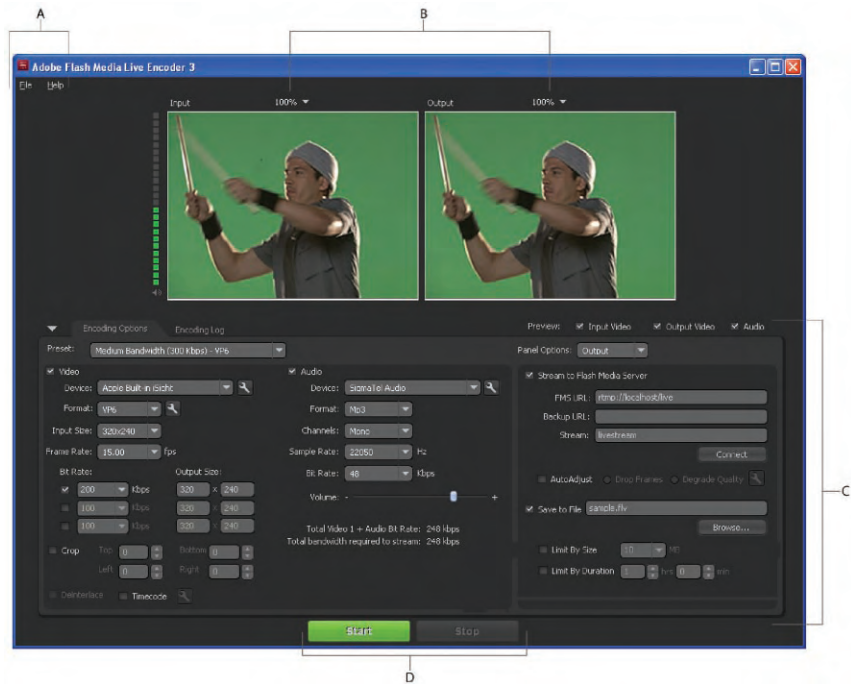 A
B
Adobe Flash Media Live Encoder 3
File Help
Input 100% Output 100%
Encoding Options Encoding Log
Preview: Input Video Output Video Audio
Preset: Medium Bandwidth (300 Kbps) - VP6
Panel Options: Output
Video
Device: Apple Built-in iSight
Format: VP6
Input Size: 320x240
Frame Rate: 15.00 fps
Bit Rate: Output Size:
200 Kbps 320 x 240
100 Kbps 320 x 240
100 Kbps 320 x 240
Crop Top 0 Bottom 0
Left 0 Right 0
Deinterlace Timecode
Audio
Device: SigmaTel Audio
Format: Mp3
Channels: Mono
Sample Rate: 22050 Hz
Bit Rate: 48 Kbps
Volume: - +
Total Video 1 + Audio Bit Rate: 248 kbps
Total bandwidth required to stream: 248 kbps
Stream to Flash Media Server
FMS URL: rtmp://localhost/live
Backup URL:
Stream: livestream
Connect
AutoAdjust Drop Frames Degrade Quality
Save to File sample.flv
Browse...
Limit By Size 10 MB
Limit By Duration 1 hrs 0 min
C
Start Stop
D